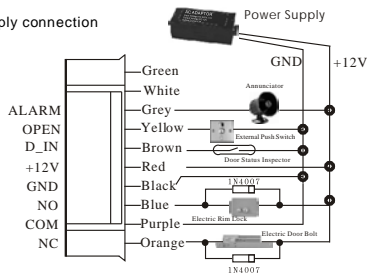 ply connection
AC ADAPTOR
Power Supply
GND
+12V
Green
White
Annunciator
ALARM
Grey
OPEN
Yellow
External Push Switch
D_IN
Brown
Door Status Inspector
+12V
Red
GND
Black
1N4007
NO
Blue
Electric Rim Lock
COM
Purple
Electric Door Bolt
NC
Orange
1N4007